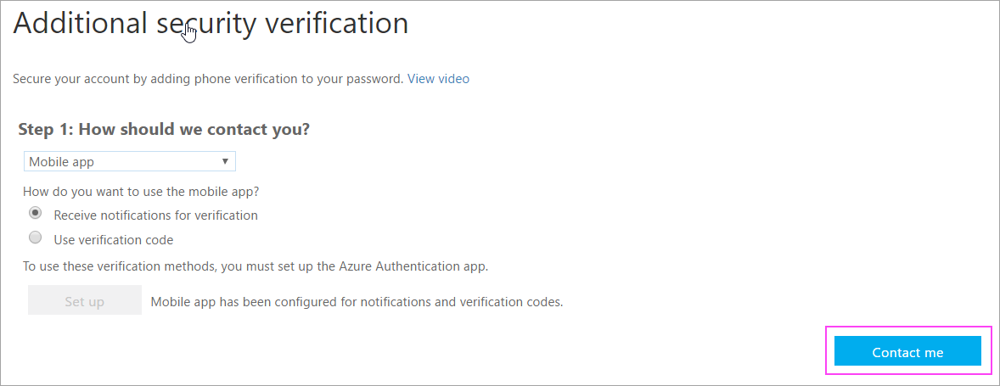 Additional security verification
Secure your account by adding phone verification to your password. View video
Step 1: How should we contact you?
Mobile app
How do you want to use the mobile app?
Receive notifications for verification
Use verification code
To use these verification methods, you must set up the Azure Authentication app.
Set up Mobile app has been configured for notifications and verification codes.
Contact me